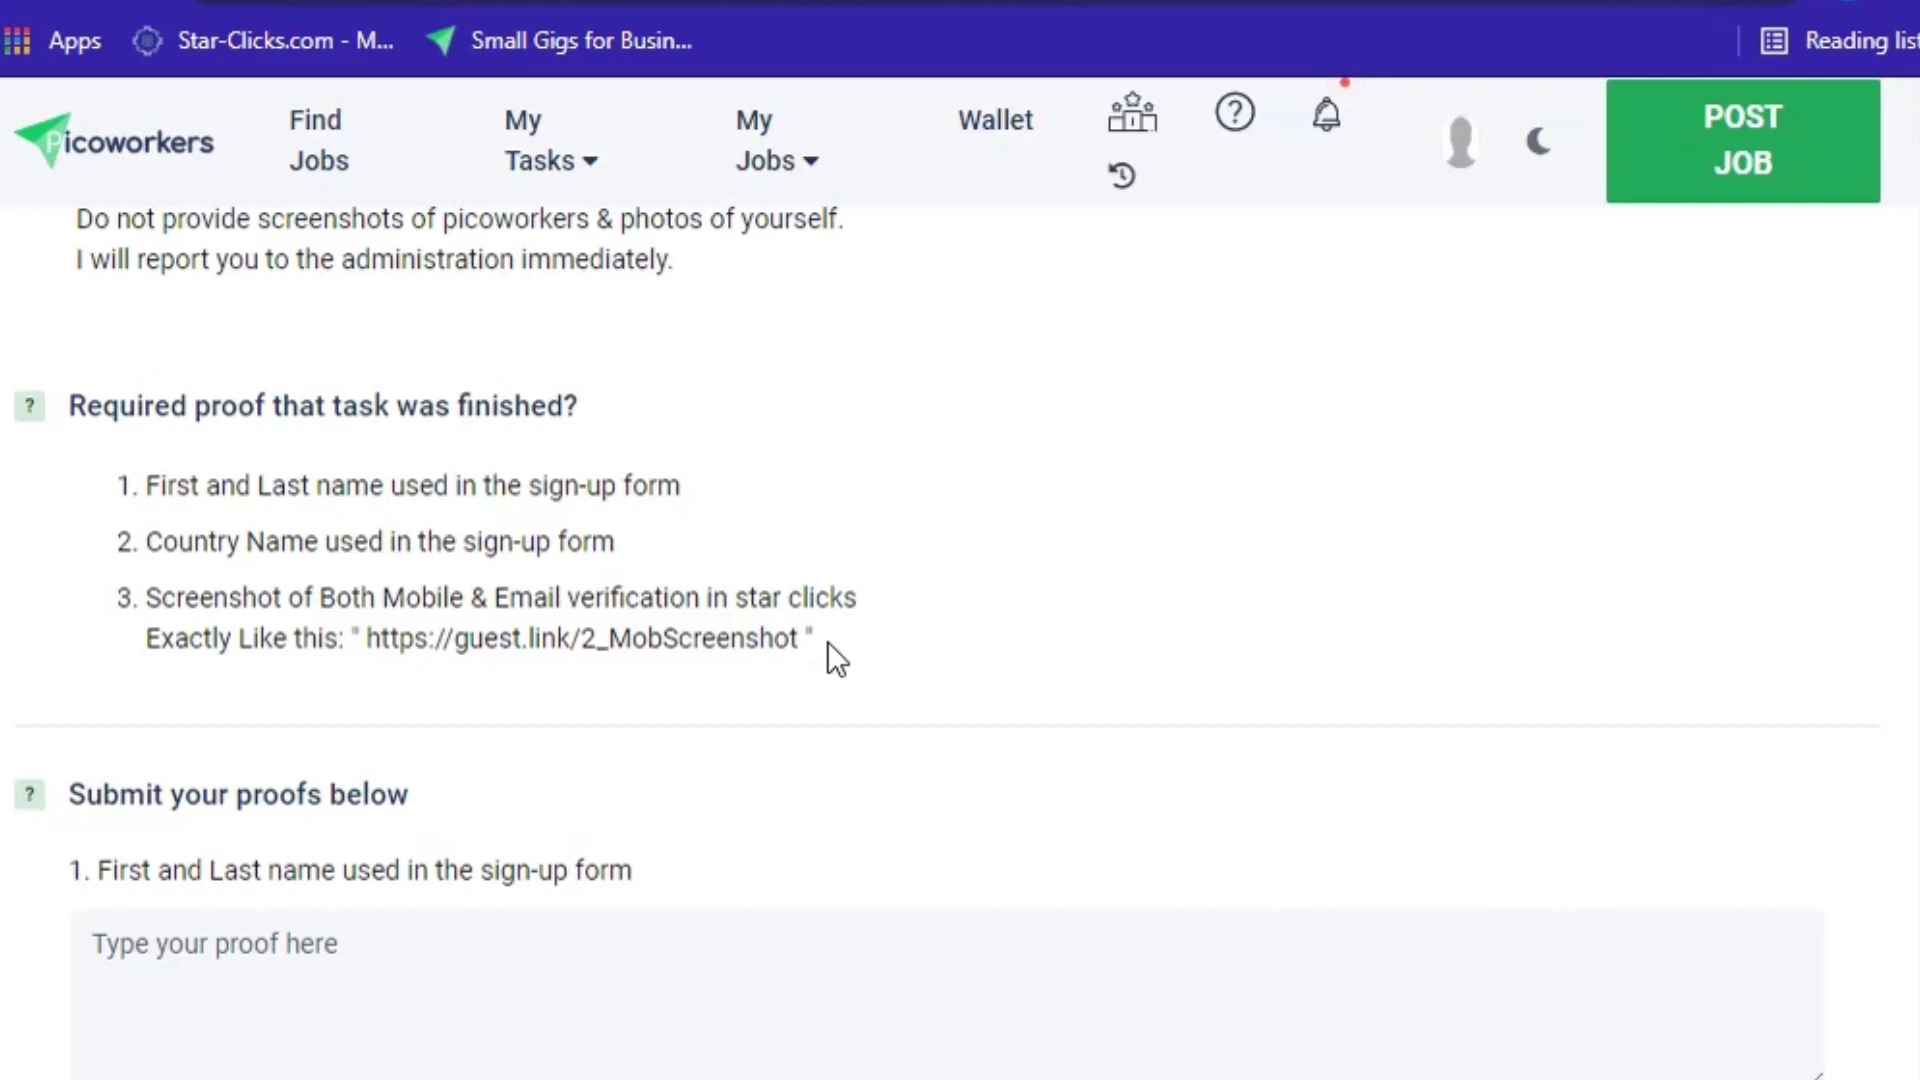 Apps Star-Clicks.com - M... Small Gigs for Busin... Reading list
Picoworkers
Find
Jobs
My
Tasks
My
Jobs
Wallet
POST
JOB
Do not provide screenshots of picoworkers & photos of yourself.
I will report you to the administration immediately.
? Required proof that task was finished?
1. First and Last name used in the sign-up form
2. Country Name used in the sign-up form
3. Screenshot of Both Mobile & Email verification in star clicks
Exactly Like this: " https://guest.link/2_MobScreenshot "
? Submit your proofs below
1. First and Last name used in the sign-up form
Type your proof here